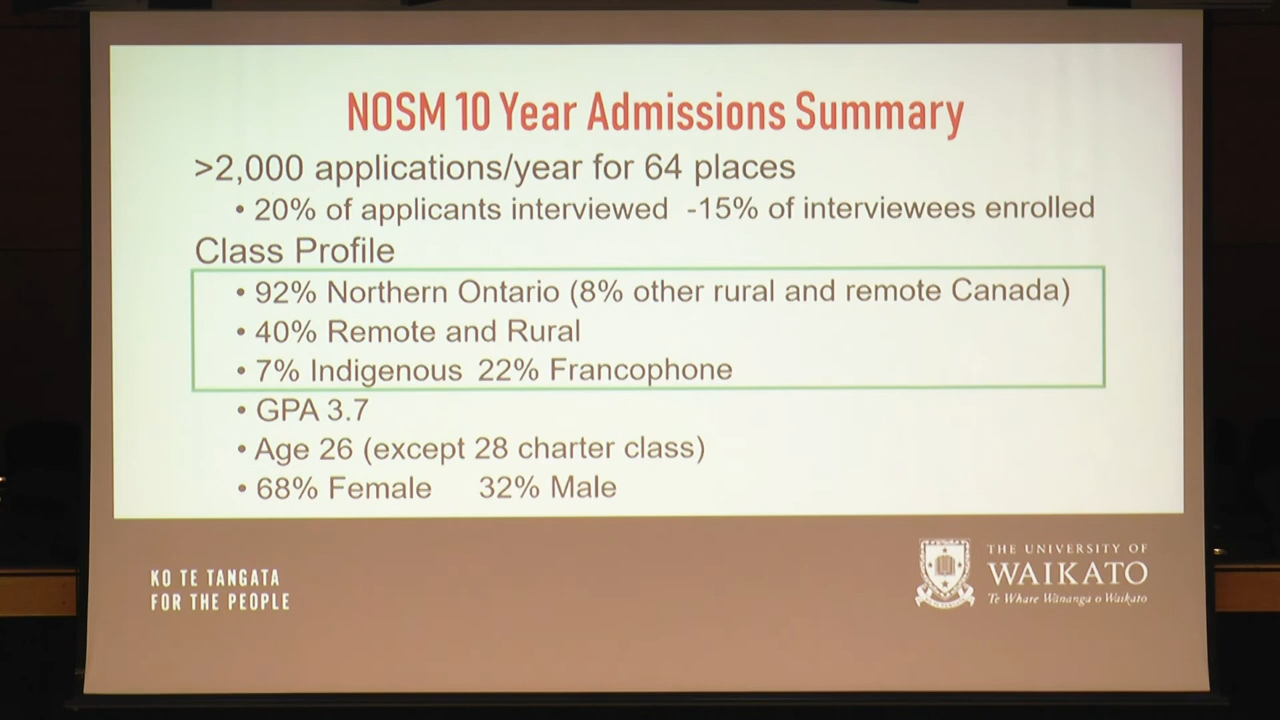 NOSM 10 Year Admissions Summary
>2,000 applications/year for 64 places
• 20% of applicants interviewed -15% of interviewees enrolled
Class Profile
• 92% Northern Ontario (8% other rural and remote Canada)
• 40% Remote and Rural
• 7% Indigenous 22% Francophone
• GPA 3.7
• Age 26 (except 28 charter class)
• 68% Female 32% Male
KO TE TANGATA
FOR THE PEOPLE
THE UNIVERSITY OF
WAIKATO
Te Whare Wānanga o Waikato